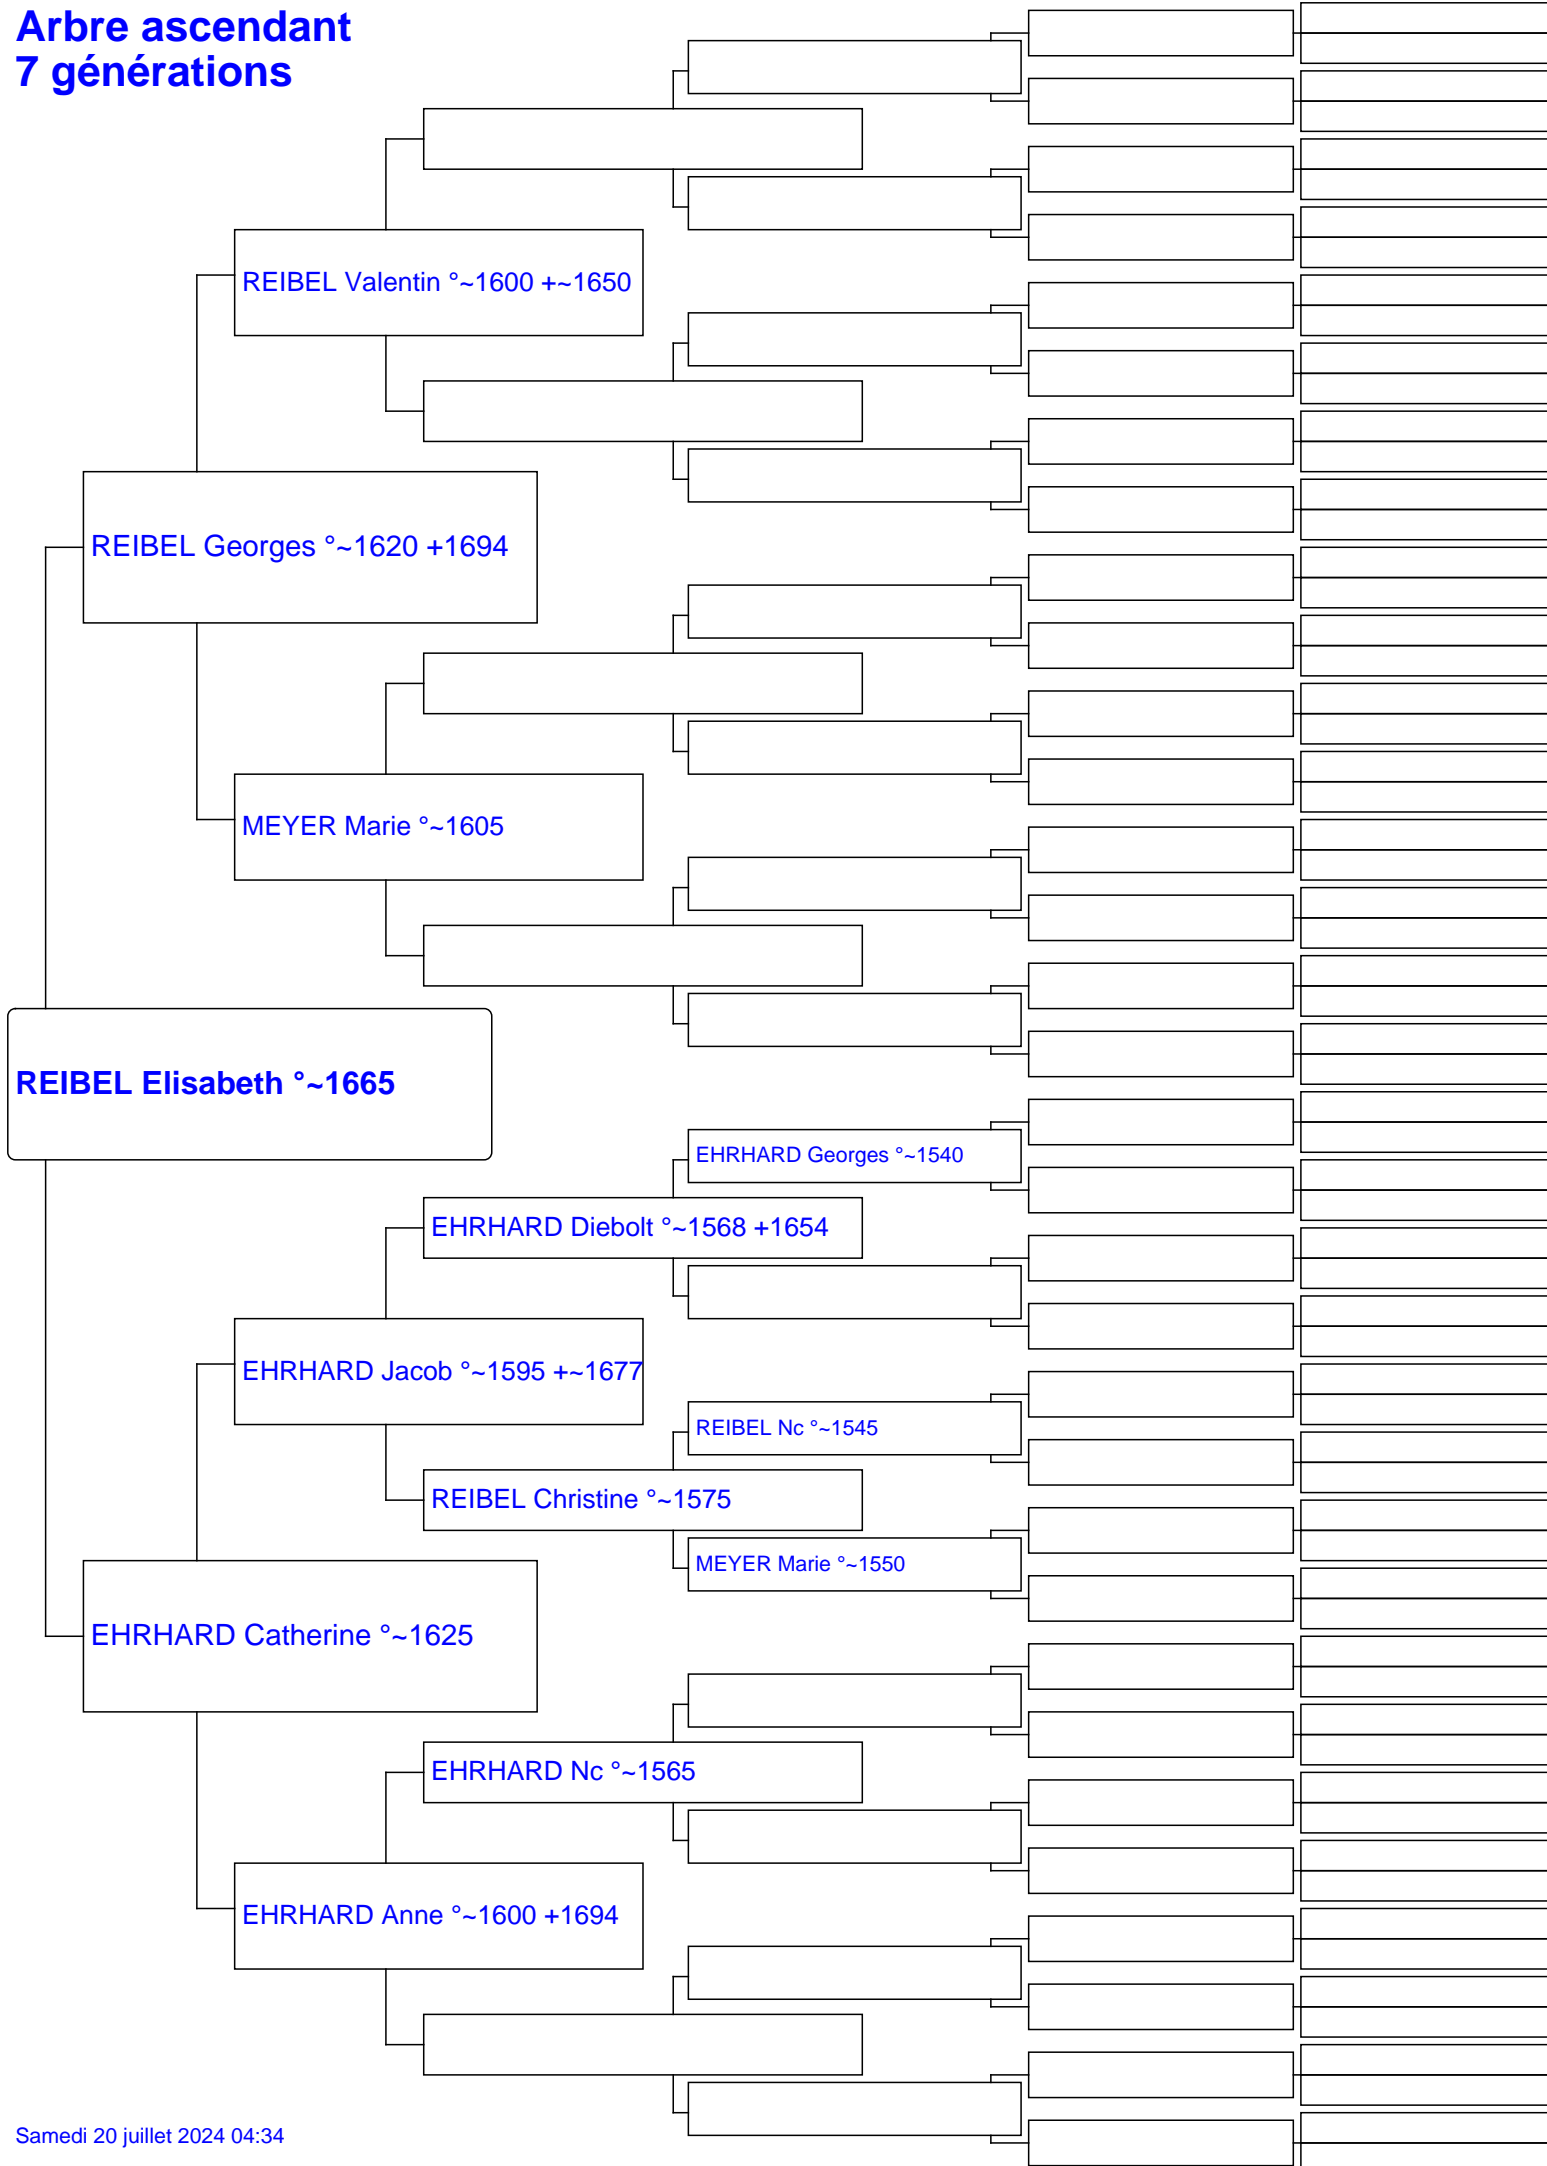 Arbre ascendant
7 générations
REIBEL Valentin °~1600 +~1650
REIBEL Georges °~1620 +1694
MEYER Marie °~1605
REIBEL Elisabeth °~1665
EHRHARD Georges °~1540
EHRHARD Diebolt °~1568 +1654
EHRHARD Jacob °~1595 +~1677
REIBEL Nc °~1545
REIBEL Christine °~1575
MEYER Marie °~1550
EHRHARD Catherine °~1625
EHRHARD Nc °~1565
EHRHARD Anne °~1600 +1694
Samedi 20 juillet 2024 04:34